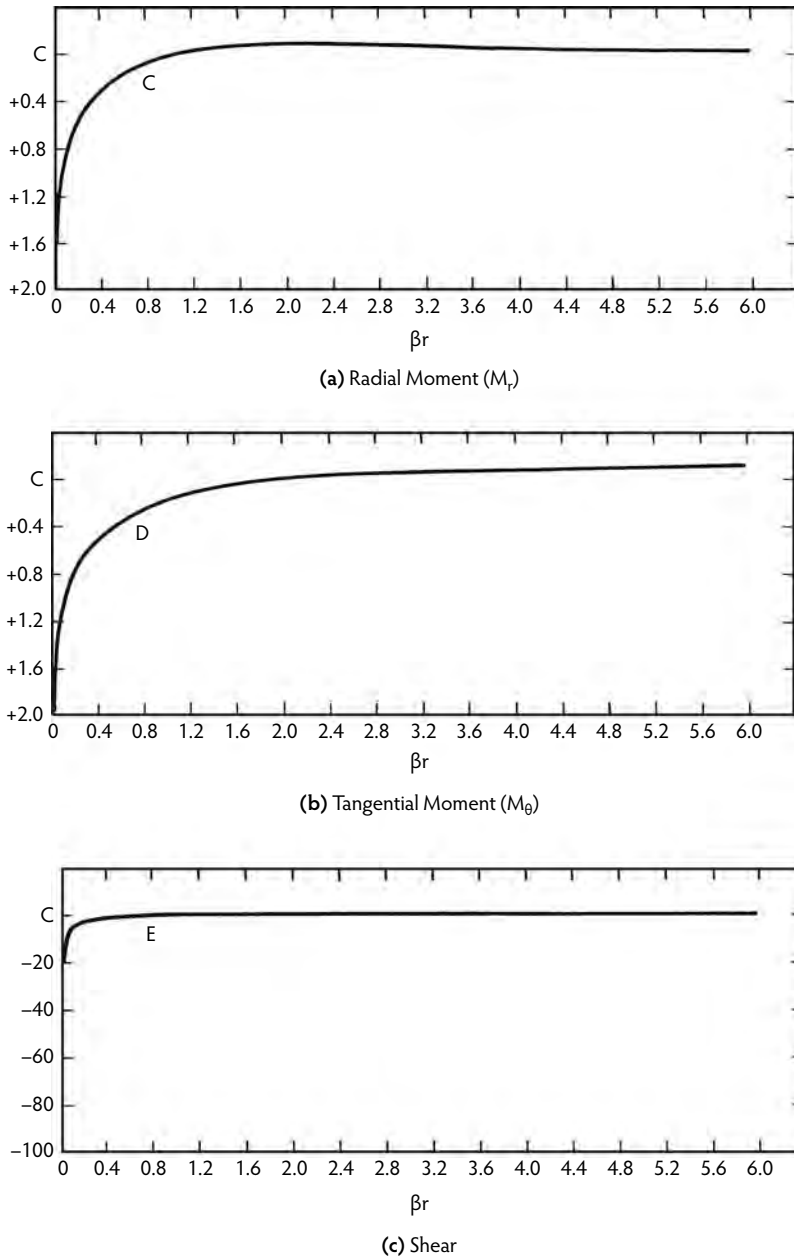 C
C
+0.4
+0.8
+1.2
+1.6
+2.0
0 0.4 0.8 1.2 1.6 2.0 2.4 2.8 3.2 3.6 4.0 4.4 4.8 5.2 5.6 6.0
βr
(a) Radial Moment (Mr)
C
+0.4
D
+0.8
+1.2
+1.6
+2.0
0 0.4 0.8 1.2 1.6 2.0 2.4 2.8 3.2 3.6 4.0 4.4 4.8 5.2 5.6 6.0
βr
(b) Tangential Moment (Mθ)
C
E
–20
–40
–60
–80
–100
0 0.4 0.8 1.2 1.6 2.0 2.4 2.8 3.2 3.6 4.0 4.4 4.8 5.2 5.6 6.0
βr
(c) Shear